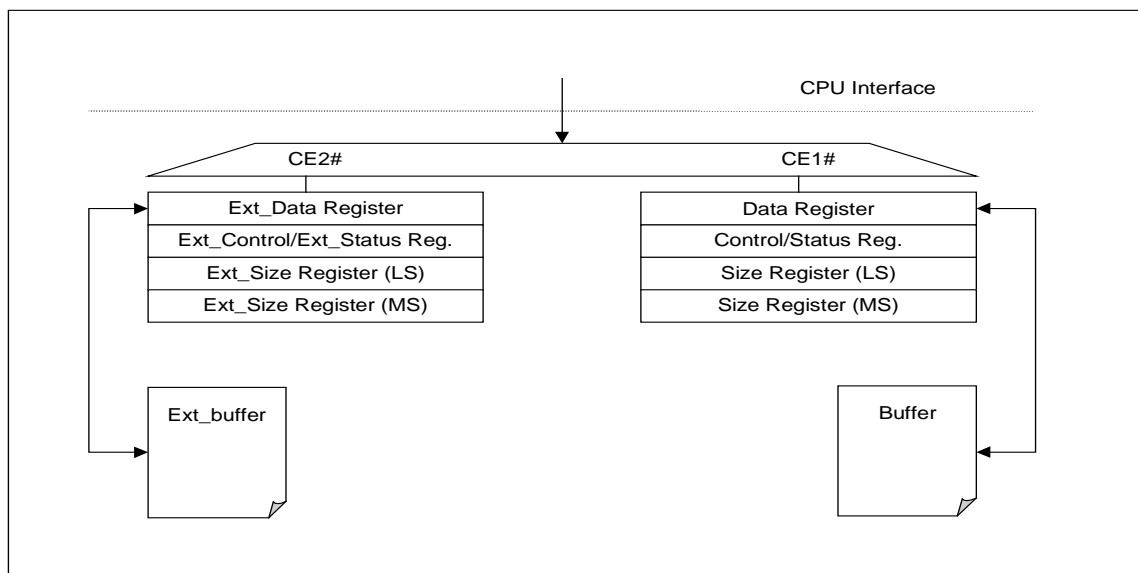 CPU Interface
CE2#
CE1#
Ext_Data Register
Ext_Control/Ext_Status Reg.
Ext_Size Register (LS)
Ext_Size Register (MS)
Data Register
Control/Status Reg.
Size Register (LS)
Size Register (MS)
Ext_buffer
Buffer